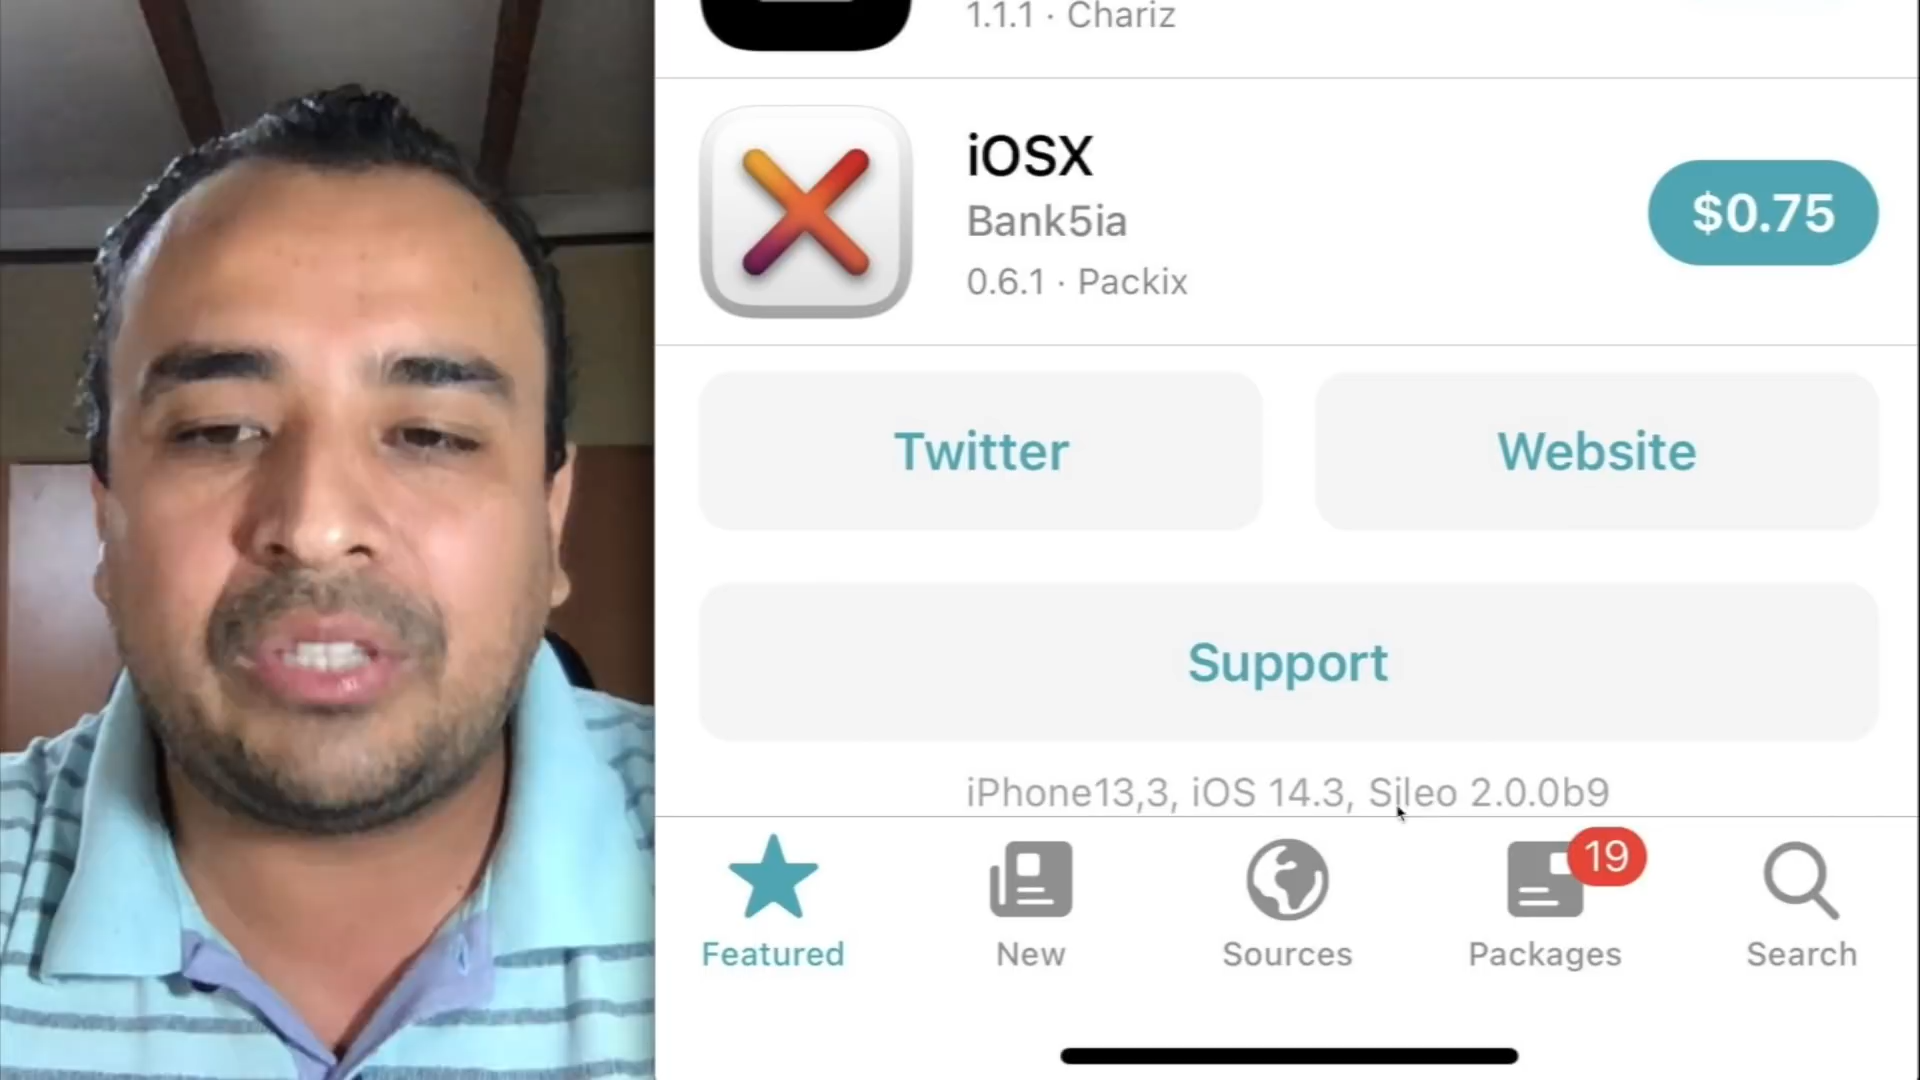 1.1.1 · Chariz
iOSX
Bank5ia
0.6.1 · Packix
$0.75
Twitter
Website
Support
iPhone13,3, iOS 14.3, Sileo 2.0.0b9
19
Featured
New
Sources
Packages
Search